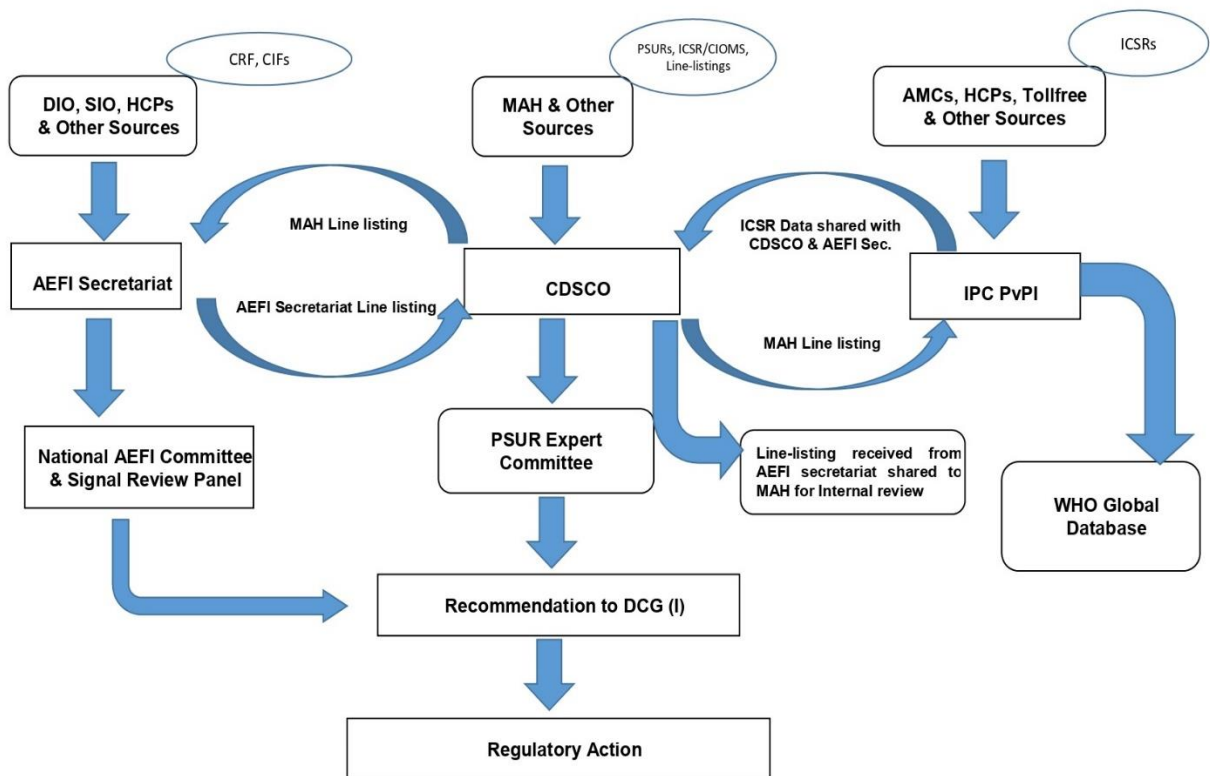 CRF, CIFs
PSURs, ICSR/CIOMS,
Line-listings
ICSRs
DIO, SIO, HCPs
& Other Sources
MAH & Other
Sources
AMCs, HCPs, Tollfree
& Other Sources
MAH Line listing
ICSR Data shared with
CDSCO & AEFI Sec.
AEFI Secretariat
CDSCO
IPC PvPI
AEFI Secretariat Line listing
MAH Line listing
National AEFI Committee
& Signal Review Panel
PSUR Expert
Committee
Line-listing received from
AEFI secretariat shared to
MAH for Internal review
WHO Global
Database
Recommendation to DCG (I)
Regulatory Action